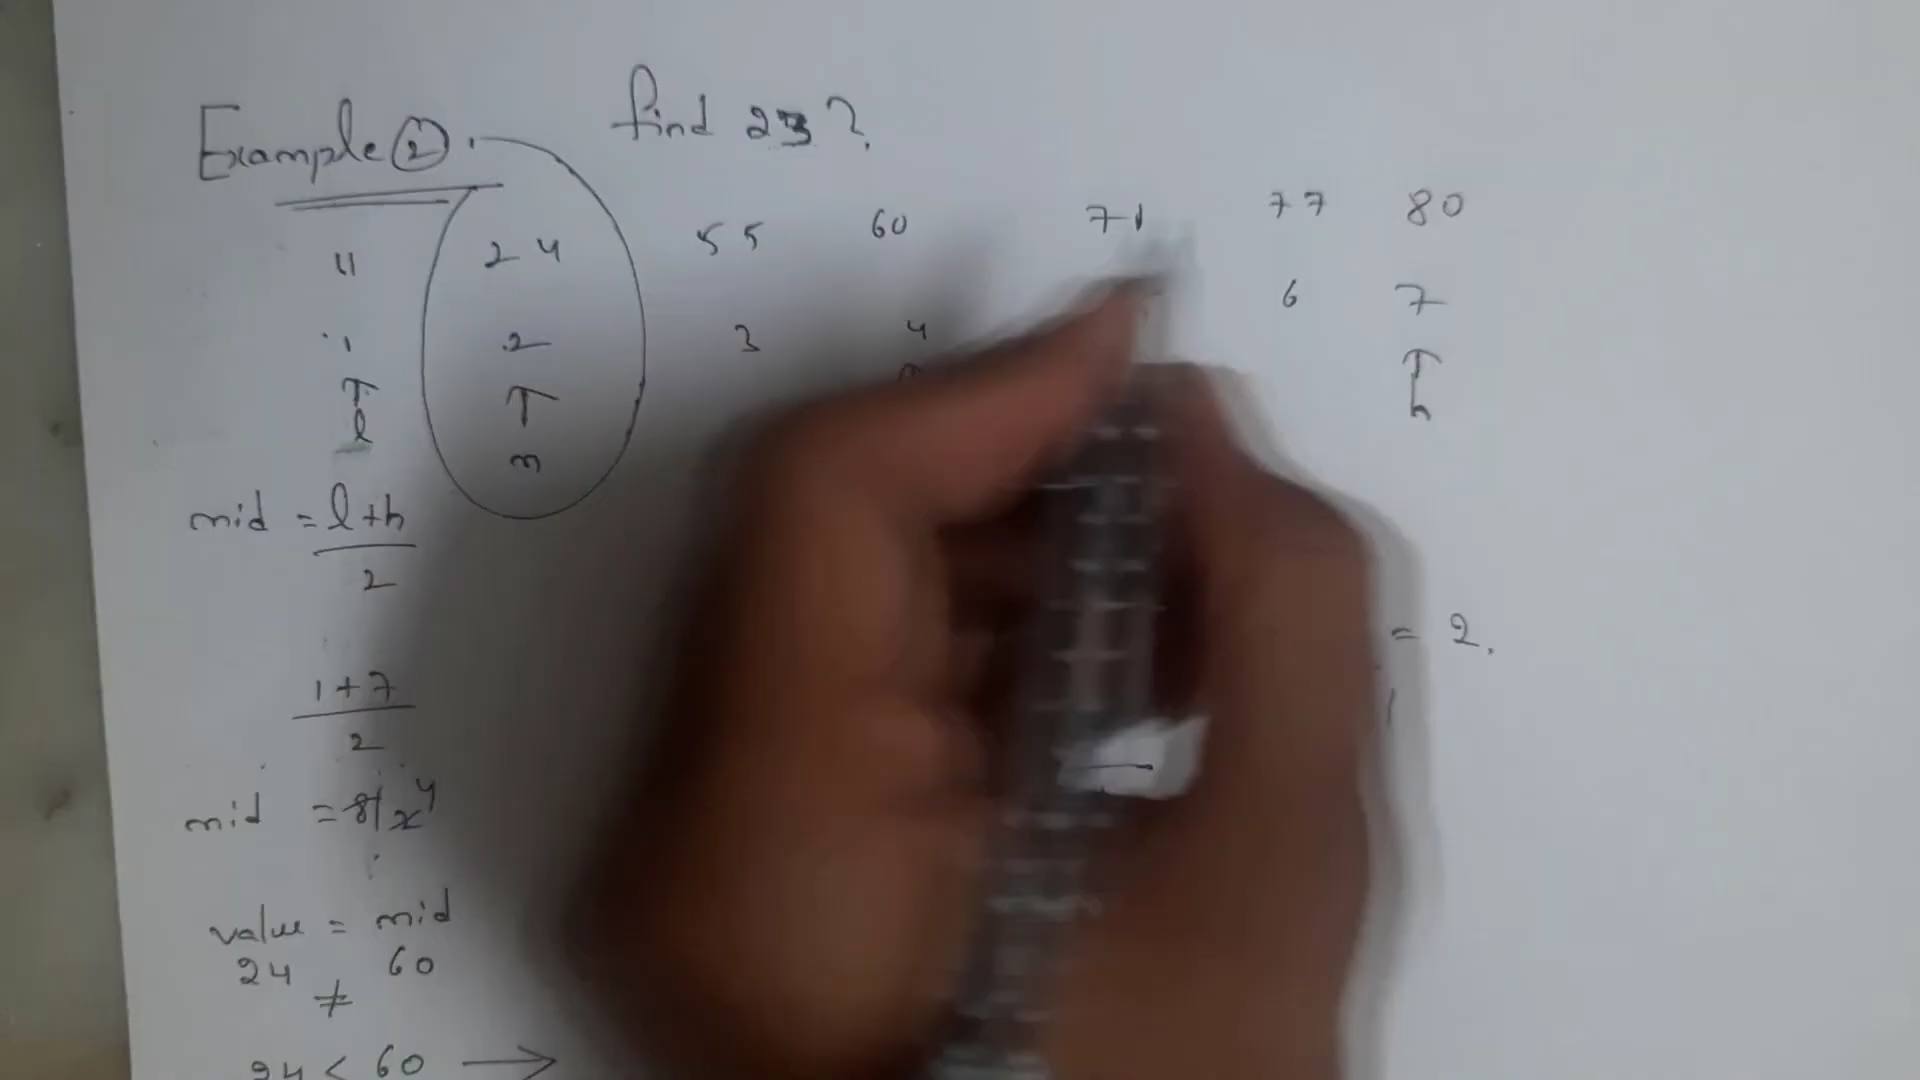 Example 2. find 23?
11 24 55 60 71 77 80
1 2 3 4 6 7
l m h
mid = l+h
2
= 2.
1+7
2
mid = 8/2 4
value = mid
24 ≠ 60
24 < 60 →